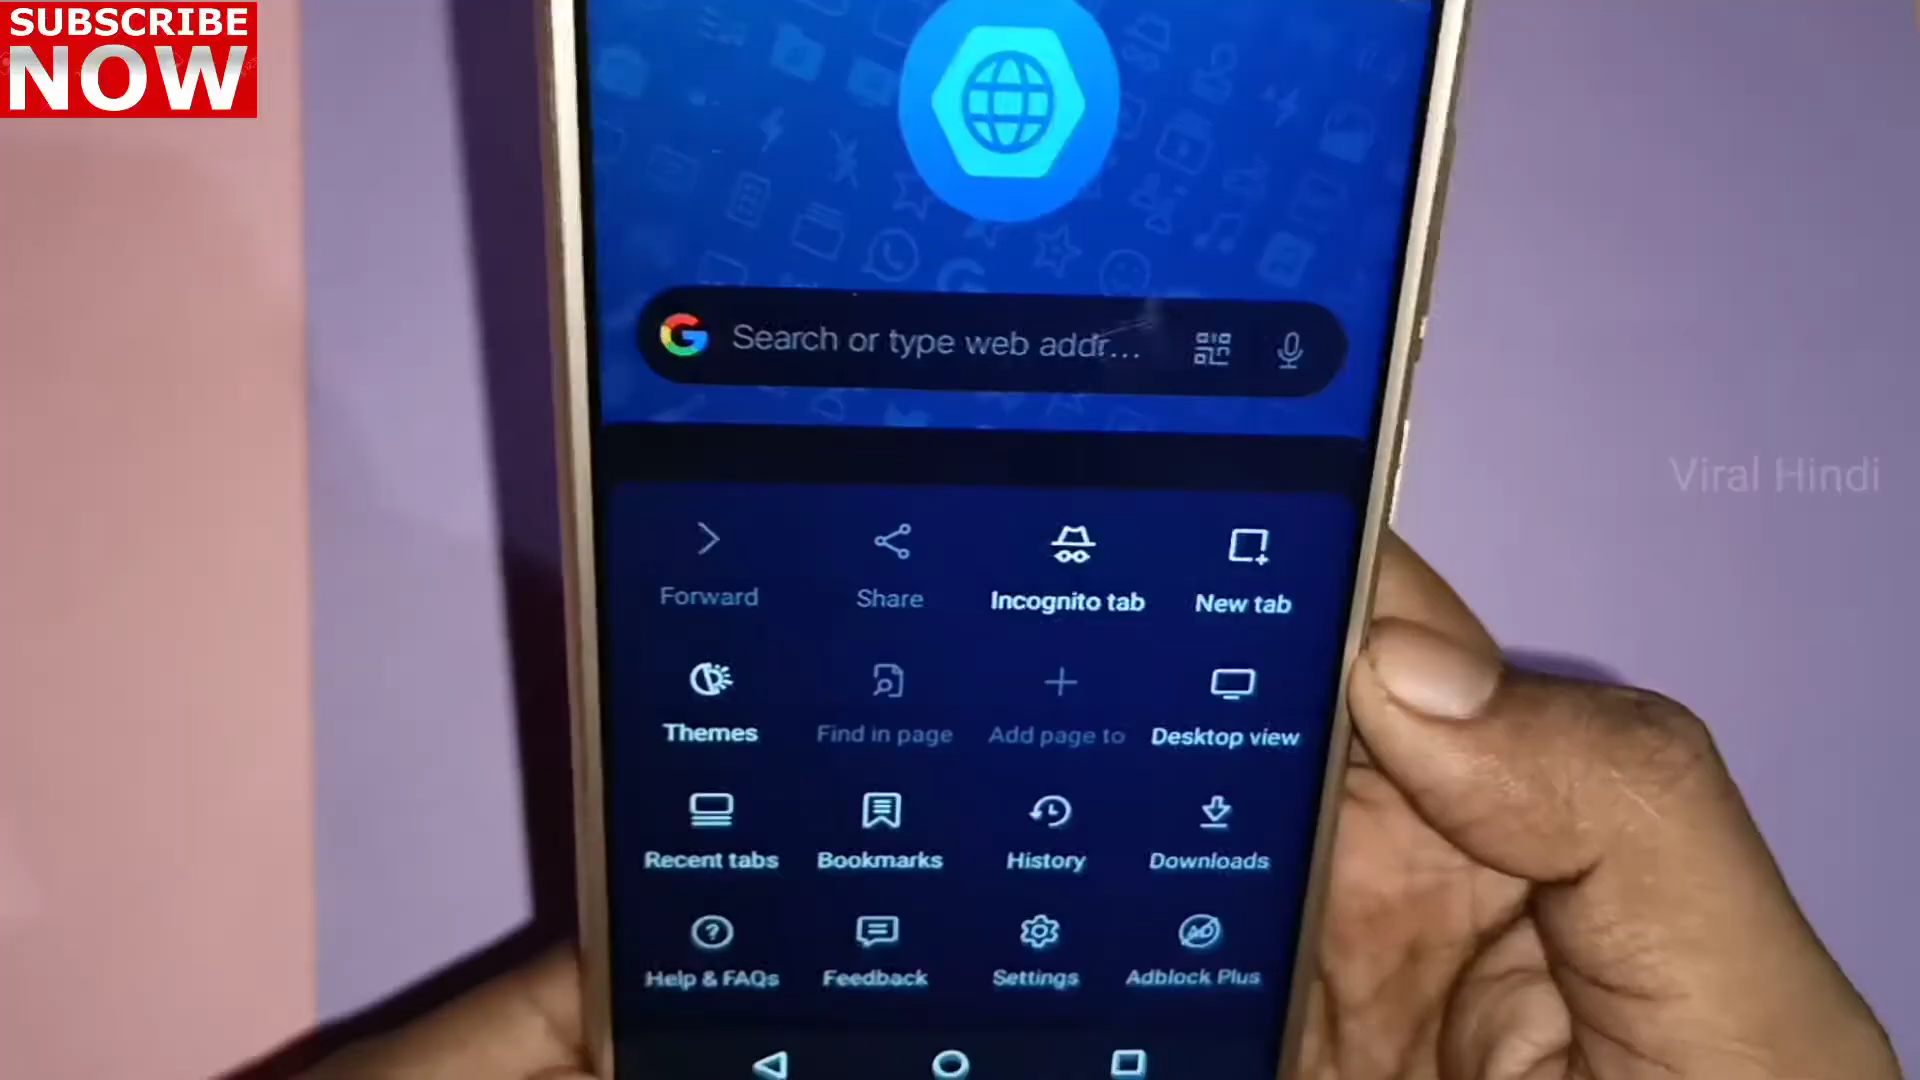 SUBSCRIBE
NOW
Search or type web addr...
Viral Hindi
Forward Share Incognito tab New tab
Themes Find in page Add page to Desktop view
Recent tabs Bookmarks History Downloads
Help & FAQs Feedback Settings Adblock Plus